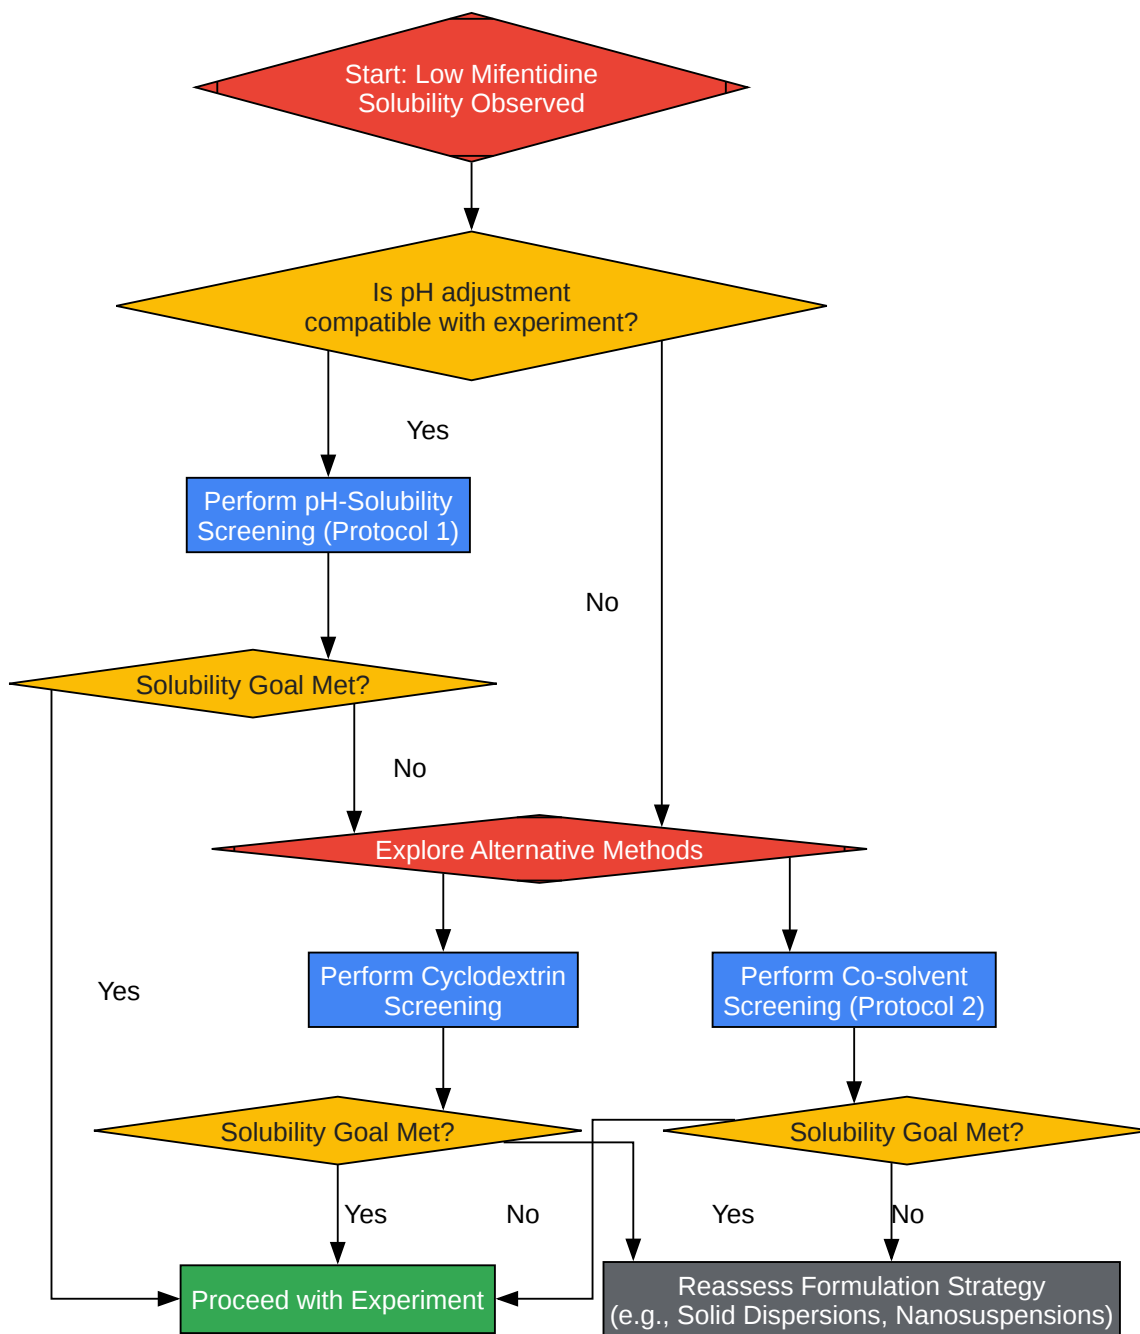 Start: Low Mifentidine
Solubility Observed
Is pH adjustment
compatible with experiment?
Yes
Perform pH-Solubility
Screening (Protocol 1)
No
Solubility Goal Met?
No
Explore Alternative Methods
Yes
Perform Cyclodextrin
Screening
Perform Co-solvent
Screening (Protocol 2)
Solubility Goal Met?
Solubility Goal Met?
Yes
No
Yes
No
Proceed with Experiment
Reassess Formulation Strategy
(e.g., Solid Dispersions, Nanosuspensions)